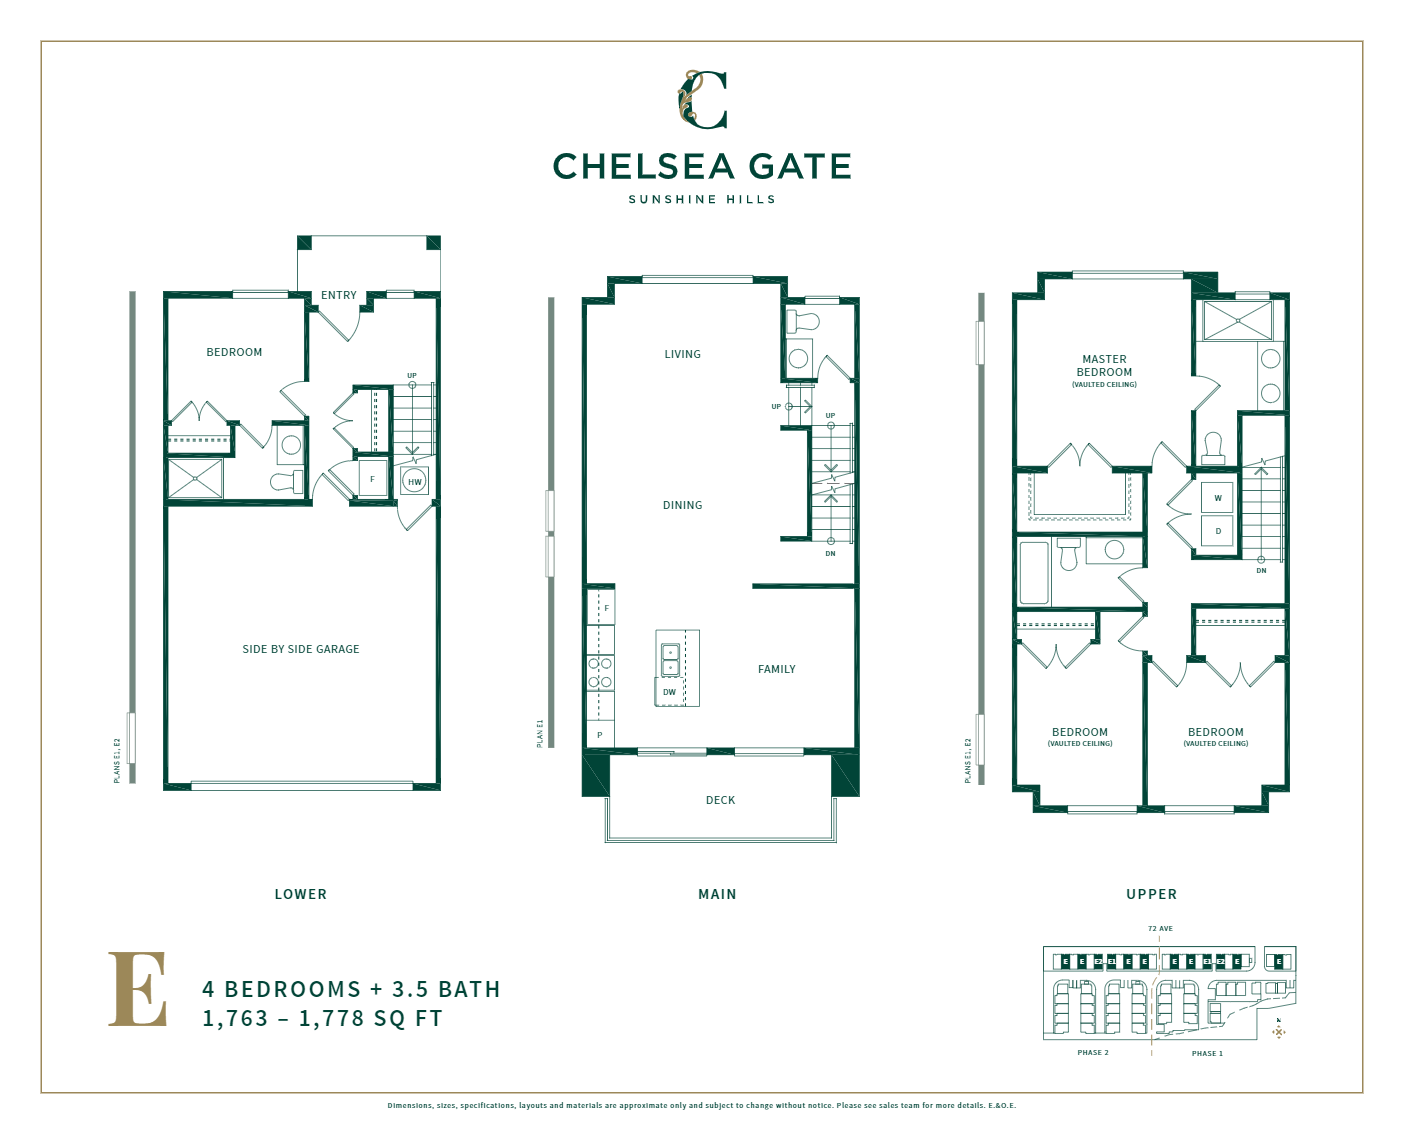 C
CHELSEA GATE
SUNSHINE HILLS
ENTRY
BEDROOM
UP
F
HW
SIDE BY SIDE GARAGE
PLANS E1, E2
LOWER
LIVING
UP
UP
DINING
DN
F
DW
P
FAMILY
PLAN E1
DECK
MAIN
MASTER
BEDROOM
(VAULTED CEILING)
W
D
DN
BEDROOM
(VAULTED CEILING)
BEDROOM
(VAULTED CEILING)
PLANS E1, E2
UPPER
E
4 BEDROOMS + 3.5 BATH
1,763 – 1,778 SQ FT
72 AVE
E E E2 E1 E E E E E1 E2 E E
N
PHASE 2
PHASE 1
Dimensions, sizes, specifications, layouts and materials are approximate only and subject to change without notice. Please see sales team for more details. E.&O.E.